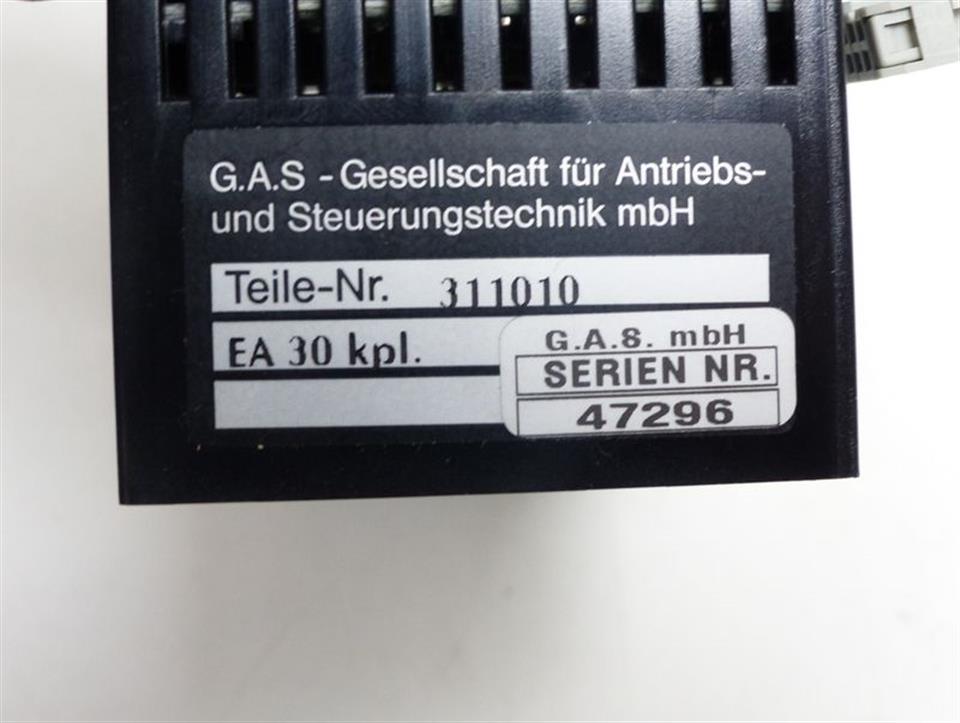 G.A.S - Gesellschaft für Antriebs-
und Steuerungstechnik mbH
Teile-Nr. 311010
EA 30 kpl.
G.A.S. mbH
SERIEN NR.
47296